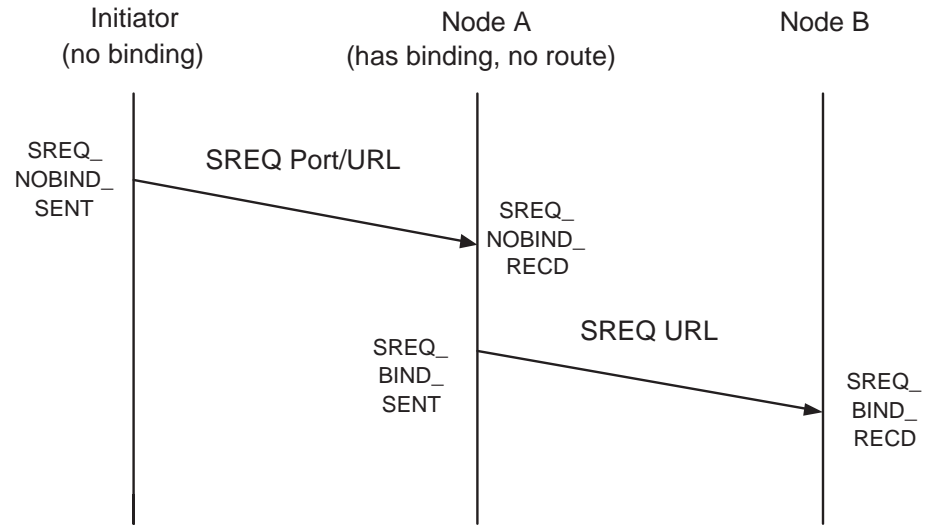 Initiator
(no binding)
Node A
(has binding, no route)
Node B
SREQ_
NOBIND_
SENT
SREQ Port/URL
SREQ_
NOBIND_
RECD
SREQ_
BIND_
SENT
SREQ URL
SREQ_
BIND_
RECD